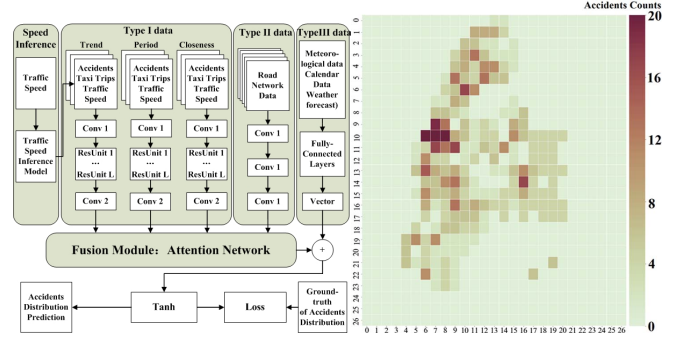 Speed
Inference
Type I data
Type II data
TypeIII data
Trend
Period
Closeness
Traffic
Speed
Accidents
Taxi Trips
Traffic
Speed
Accidents
Taxi Trips
Traffic
Speed
Accidents
Taxi Trips
Traffic
Speed
Road
Network
Data
Meteoro-
logical data
Calendar
Data
Weather
forecast)
Traffic
Speed
Inference
Model
Conv 1
Conv 1
Conv 1
Conv 1
ResUnit 1
...
ResUnit L
ResUnit 1
...
ResUnit L
ResUnit 1
...
ResUnit L
Conv 1
Fully-
Connected
Layers
Conv 2
Conv 2
Conv 2
Conv 1
Vector
Fusion Module: Attention Network
+
Accidents
Distribution
Prediction
Tanh
Loss
Ground-
truth
of Accidents
Distribution
Accidents Counts
20
16
12
8
4
0
0
1
2
3
4
5
6
7
8
9
10
11
12
13
14
15
16
17
18
19
20
21
22
23
24
25
26
0 1 2 3 4 5 6 7 8 9 10 11 12 13 14 15 16 17 18 19 20 21 22 23 24 25 26